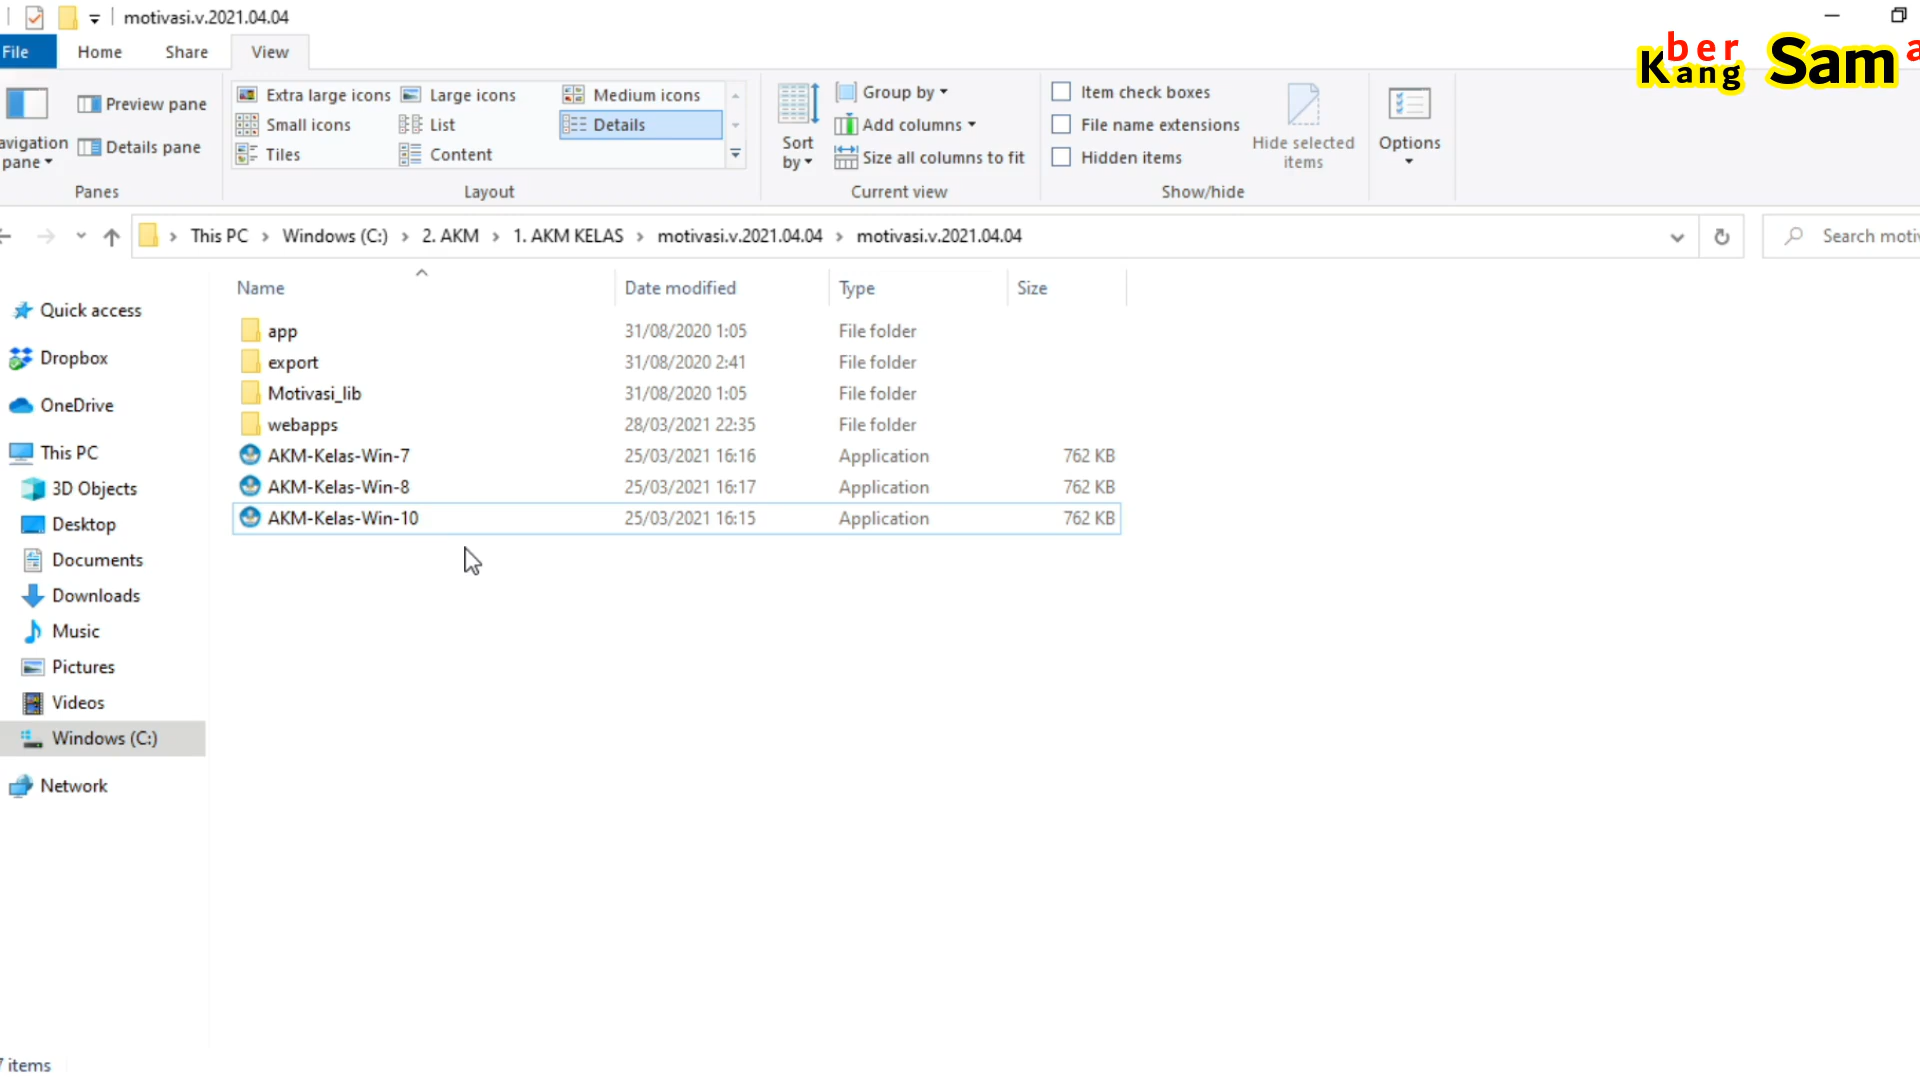 motivasi.v.2021.04.04
File Home Share View
Preview pane
Details pane
pane
Panes
Extra large icons Large icons Medium icons
Small icons List Details
Tiles Content
Layout
Sort by
Group by
Add columns
Size all columns to fit
Current view
Item check boxes
File name extensions
Hidden items
Hide selected items
Show/hide
Options
ber
Kang Sam a
This PC > Windows (C:) > 2. AKM > 1. AKM KELAS > motivasi.v.2021.04.04 > motivasi.v.2021.04.04
Search motiv
Name Date modified Type Size
app 31/08/2020 1:05 File folder
export 31/08/2020 2:41 File folder
Motivasi_lib 31/08/2020 1:05 File folder
webapps 28/03/2021 22:35 File folder
AKM-Kelas-Win-7 25/03/2021 16:16 Application 762 KB
AKM-Kelas-Win-8 25/03/2021 16:17 Application 762 KB
AKM-Kelas-Win-10 25/03/2021 16:15 Application 762 KB
Quick access
Dropbox
OneDrive
This PC
3D Objects
Desktop
Documents
Downloads
Music
Pictures
Videos
Windows (C:)
Network
7 items